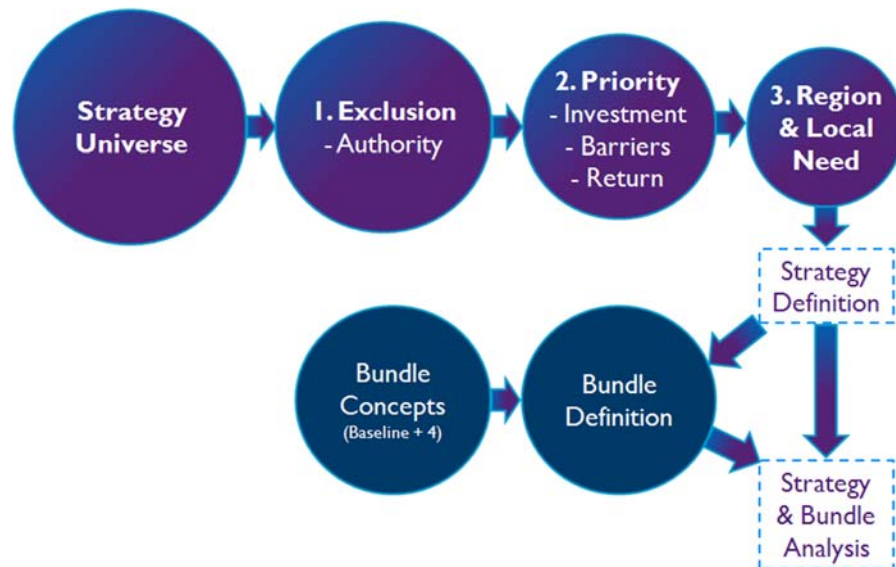 Strategy
Universe
1. Exclusion
- Authority
2. Priority
- Investment
- Barriers
- Return
3. Region
& Local
Need
Strategy
Definition
Bundle
Concepts
(Baseline + 4)
Bundle
Definition
Strategy
& Bundle
Analysis